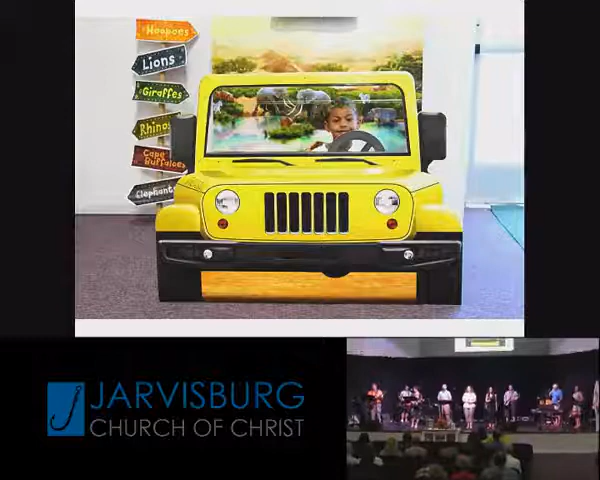 Hoopoes
Lions
Giraffes
Rhinos
Cape
Buffaloes
Elephants
JARVISBURG
CHURCH OF CHRIST